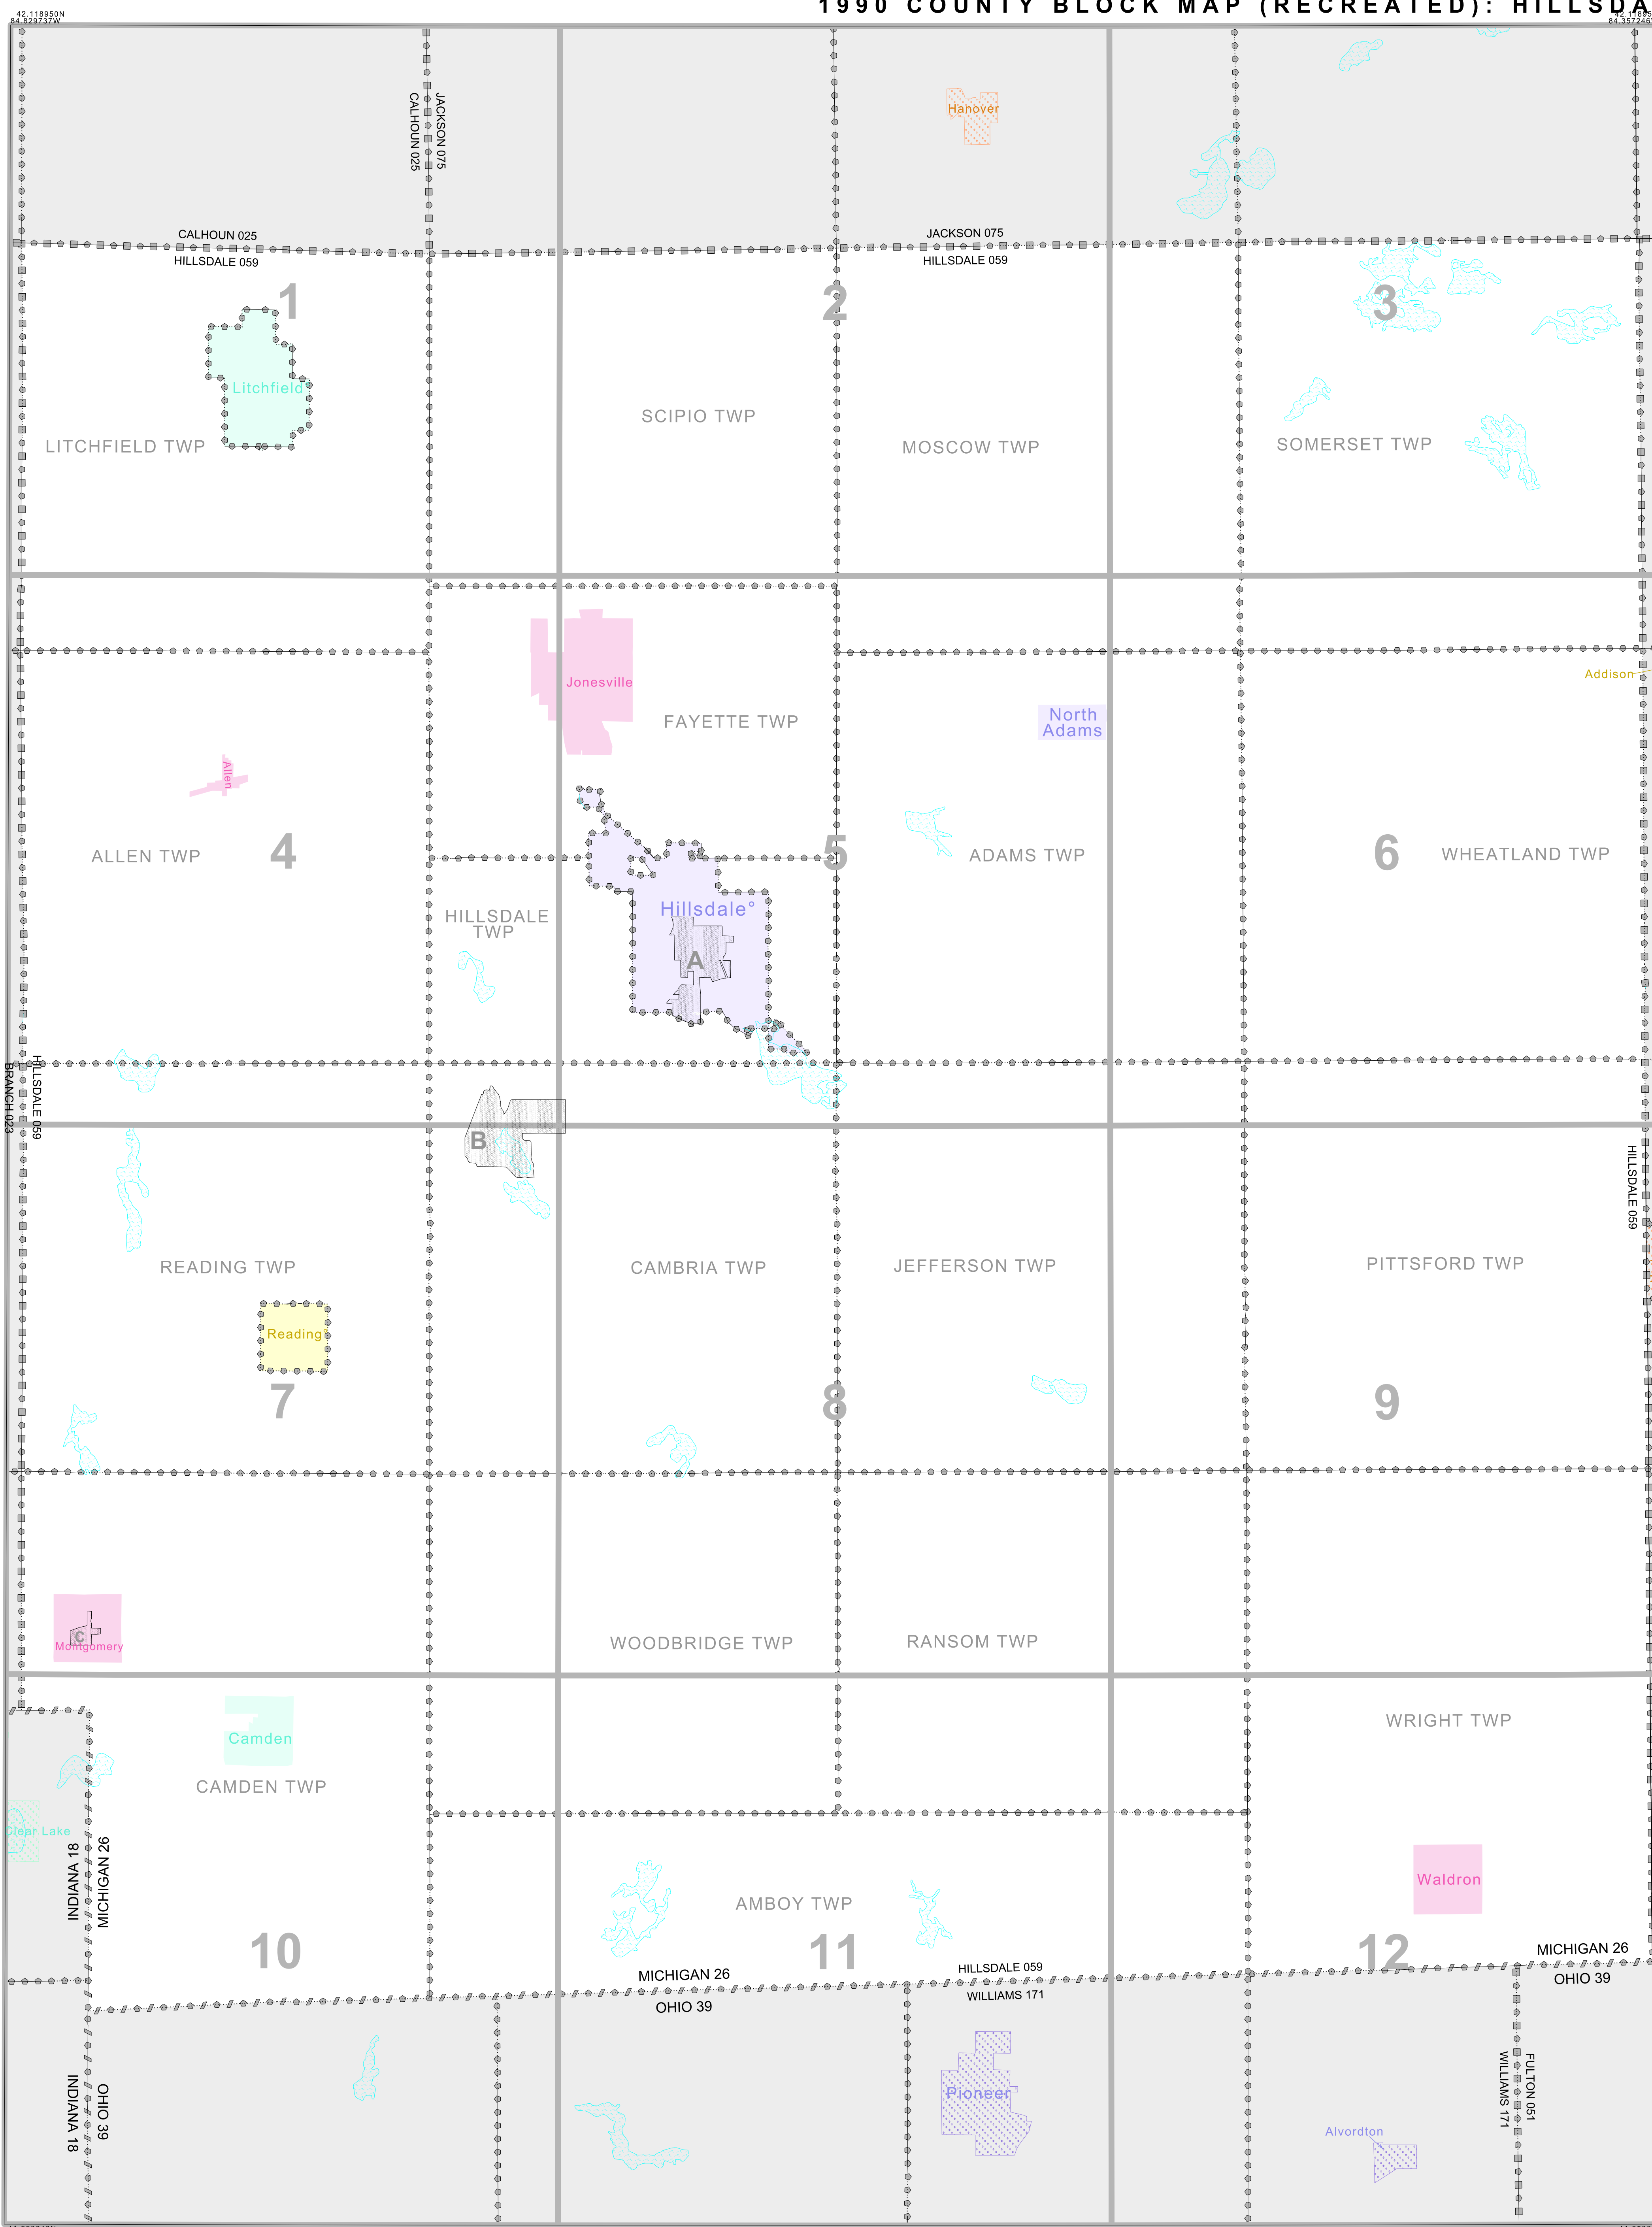 1990 COUNTY BLOCK MAP (RECREATED): HILLSDA
42.118950N
84.829737W
84.357246
Hanover
JACKSON 075
CALHOUN 025
CALHOUN 025
HILLSDALE 059
JACKSON 075
HILLSDALE 059
1
2
3
Litchfield
LITCHFIELD TWP
SCIPIO TWP
MOSCOW TWP
SOMERSET TWP
Addison
Jonesville
FAYETTE TWP
North
Adams
Allen
ALLEN TWP
4
5
ADAMS TWP
6
WHEATLAND TWP
HILLSDALE
TWP
Hillsdale°
A
HILLSDALE 059
BRANCH 023
B
HILLSDALE 059
READING TWP
CAMBRIA TWP
JEFFERSON TWP
PITTSFORD TWP
Reading°
7
8
9
C
Montgomery
WOODBRIDGE TWP
RANSOM TWP
WRIGHT TWP
Camden
CAMDEN TWP
Clear Lake
INDIANA 18
MICHIGAN 26
Waldron
AMBOY TWP
10
11
12
MICHIGAN 26
OHIO 39
HILLSDALE 059
WILLIAMS 171
MICHIGAN 26
OHIO 39
INDIANA 18
OHIO 39
Pioneer°
FULTON 051
WILLIAMS 171
Alvordton